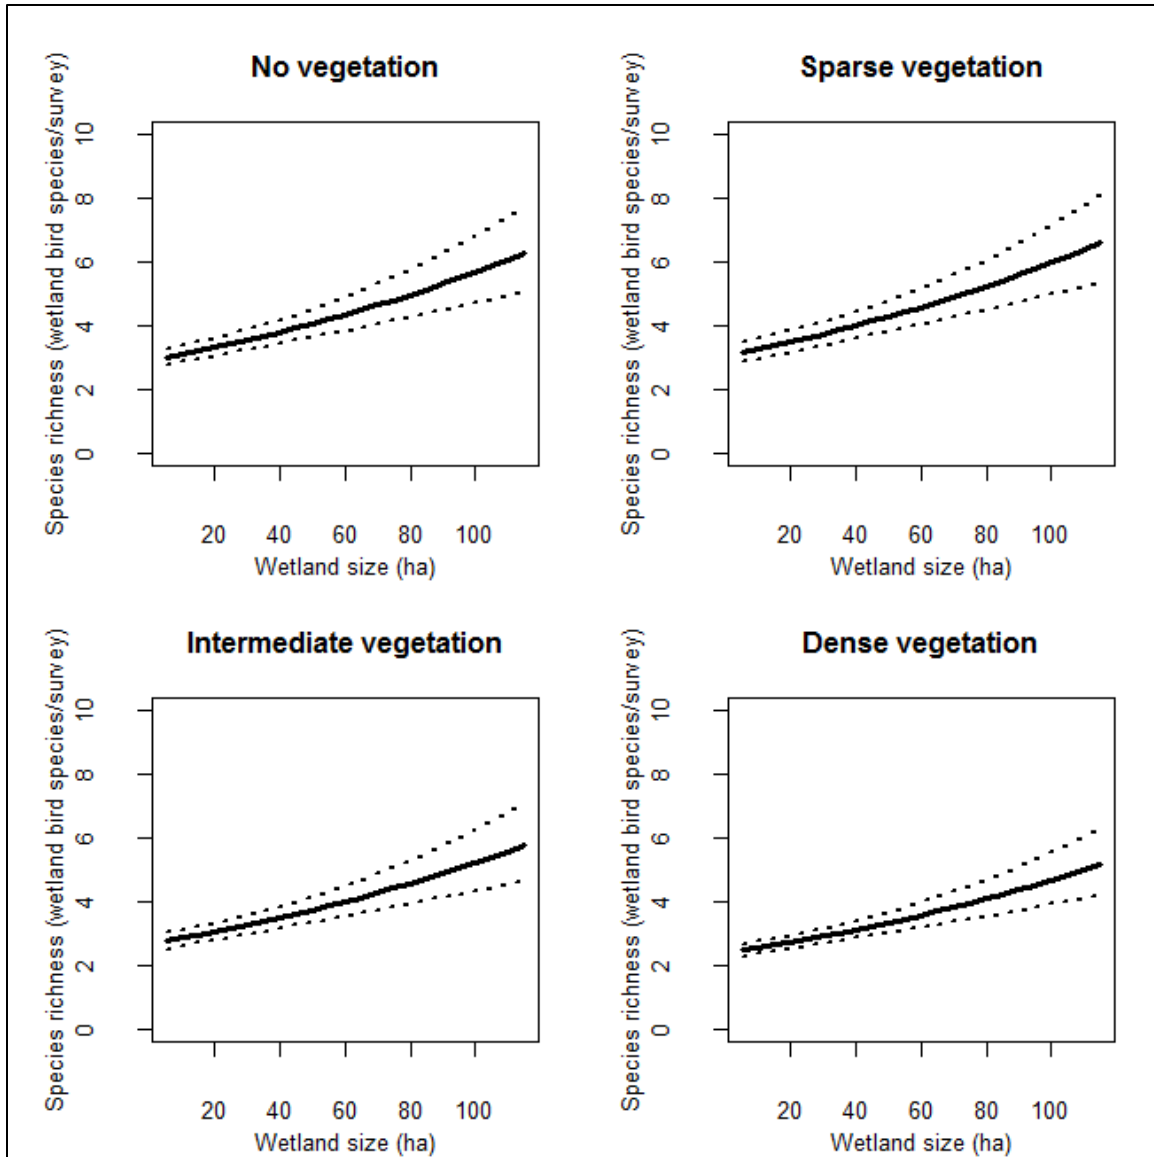 No vegetation
Species richness (wetland bird species/survey)
10
8
6
4
2
0
20 40 60 80 100
Wetland size (ha)
Sparse vegetation
Species richness (wetland bird species/survey)
10
8
6
4
2
0
20 40 60 80 100
Wetland size (ha)
Intermediate vegetation
Species richness (wetland bird species/survey)
10
8
6
4
2
0
20 40 60 80 100
Wetland size (ha)
Dense vegetation
Species richness (wetland bird species/survey)
10
8
6
4
2
0
20 40 60 80 100
Wetland size (ha)